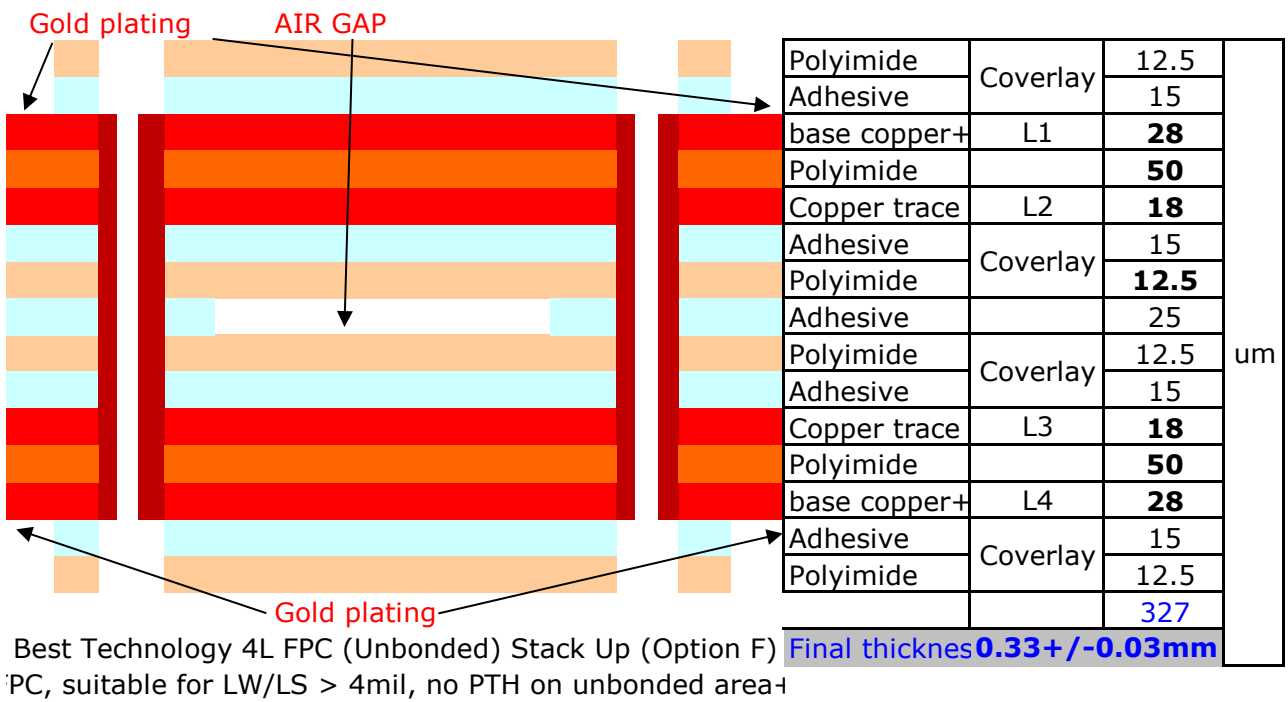 Gold plating AIR GAP
Polyimide Coverlay 12.5
Adhesive 15
base copper+ L1 28
Polyimide 50
Copper trace L2 18
Adhesive Coverlay 15
Polyimide 12.5
Adhesive 25
Polyimide Coverlay 12.5 um
Adhesive 15
Copper trace L3 18
Polyimide 50
base copper+ L4 28
Adhesive Coverlay 15
Polyimide 12.5
Gold plating 327
Best Technology 4L FPC (Unbonded) Stack Up (Option F) Final thicknes 0.33+/-0.03mm
FPC, suitable for LW/LS > 4mil, no PTH on unbonded area+